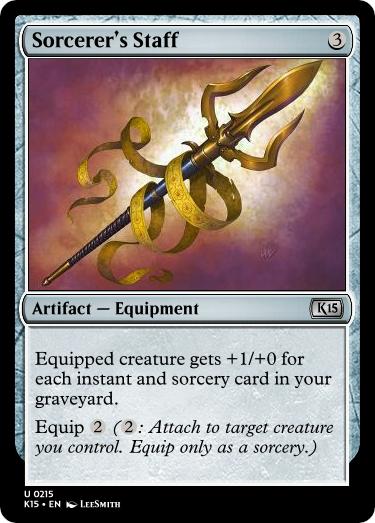 Sorcerer's Staff 3
Artifact — Equipment K15
Equipped creature gets +1/+0 for
each instant and sorcery card in your
graveyard.
Equip 2 (2: Attach to target creature
you control. Equip only as a sorcery.)
U 0215
K15 • EN LeeSmith